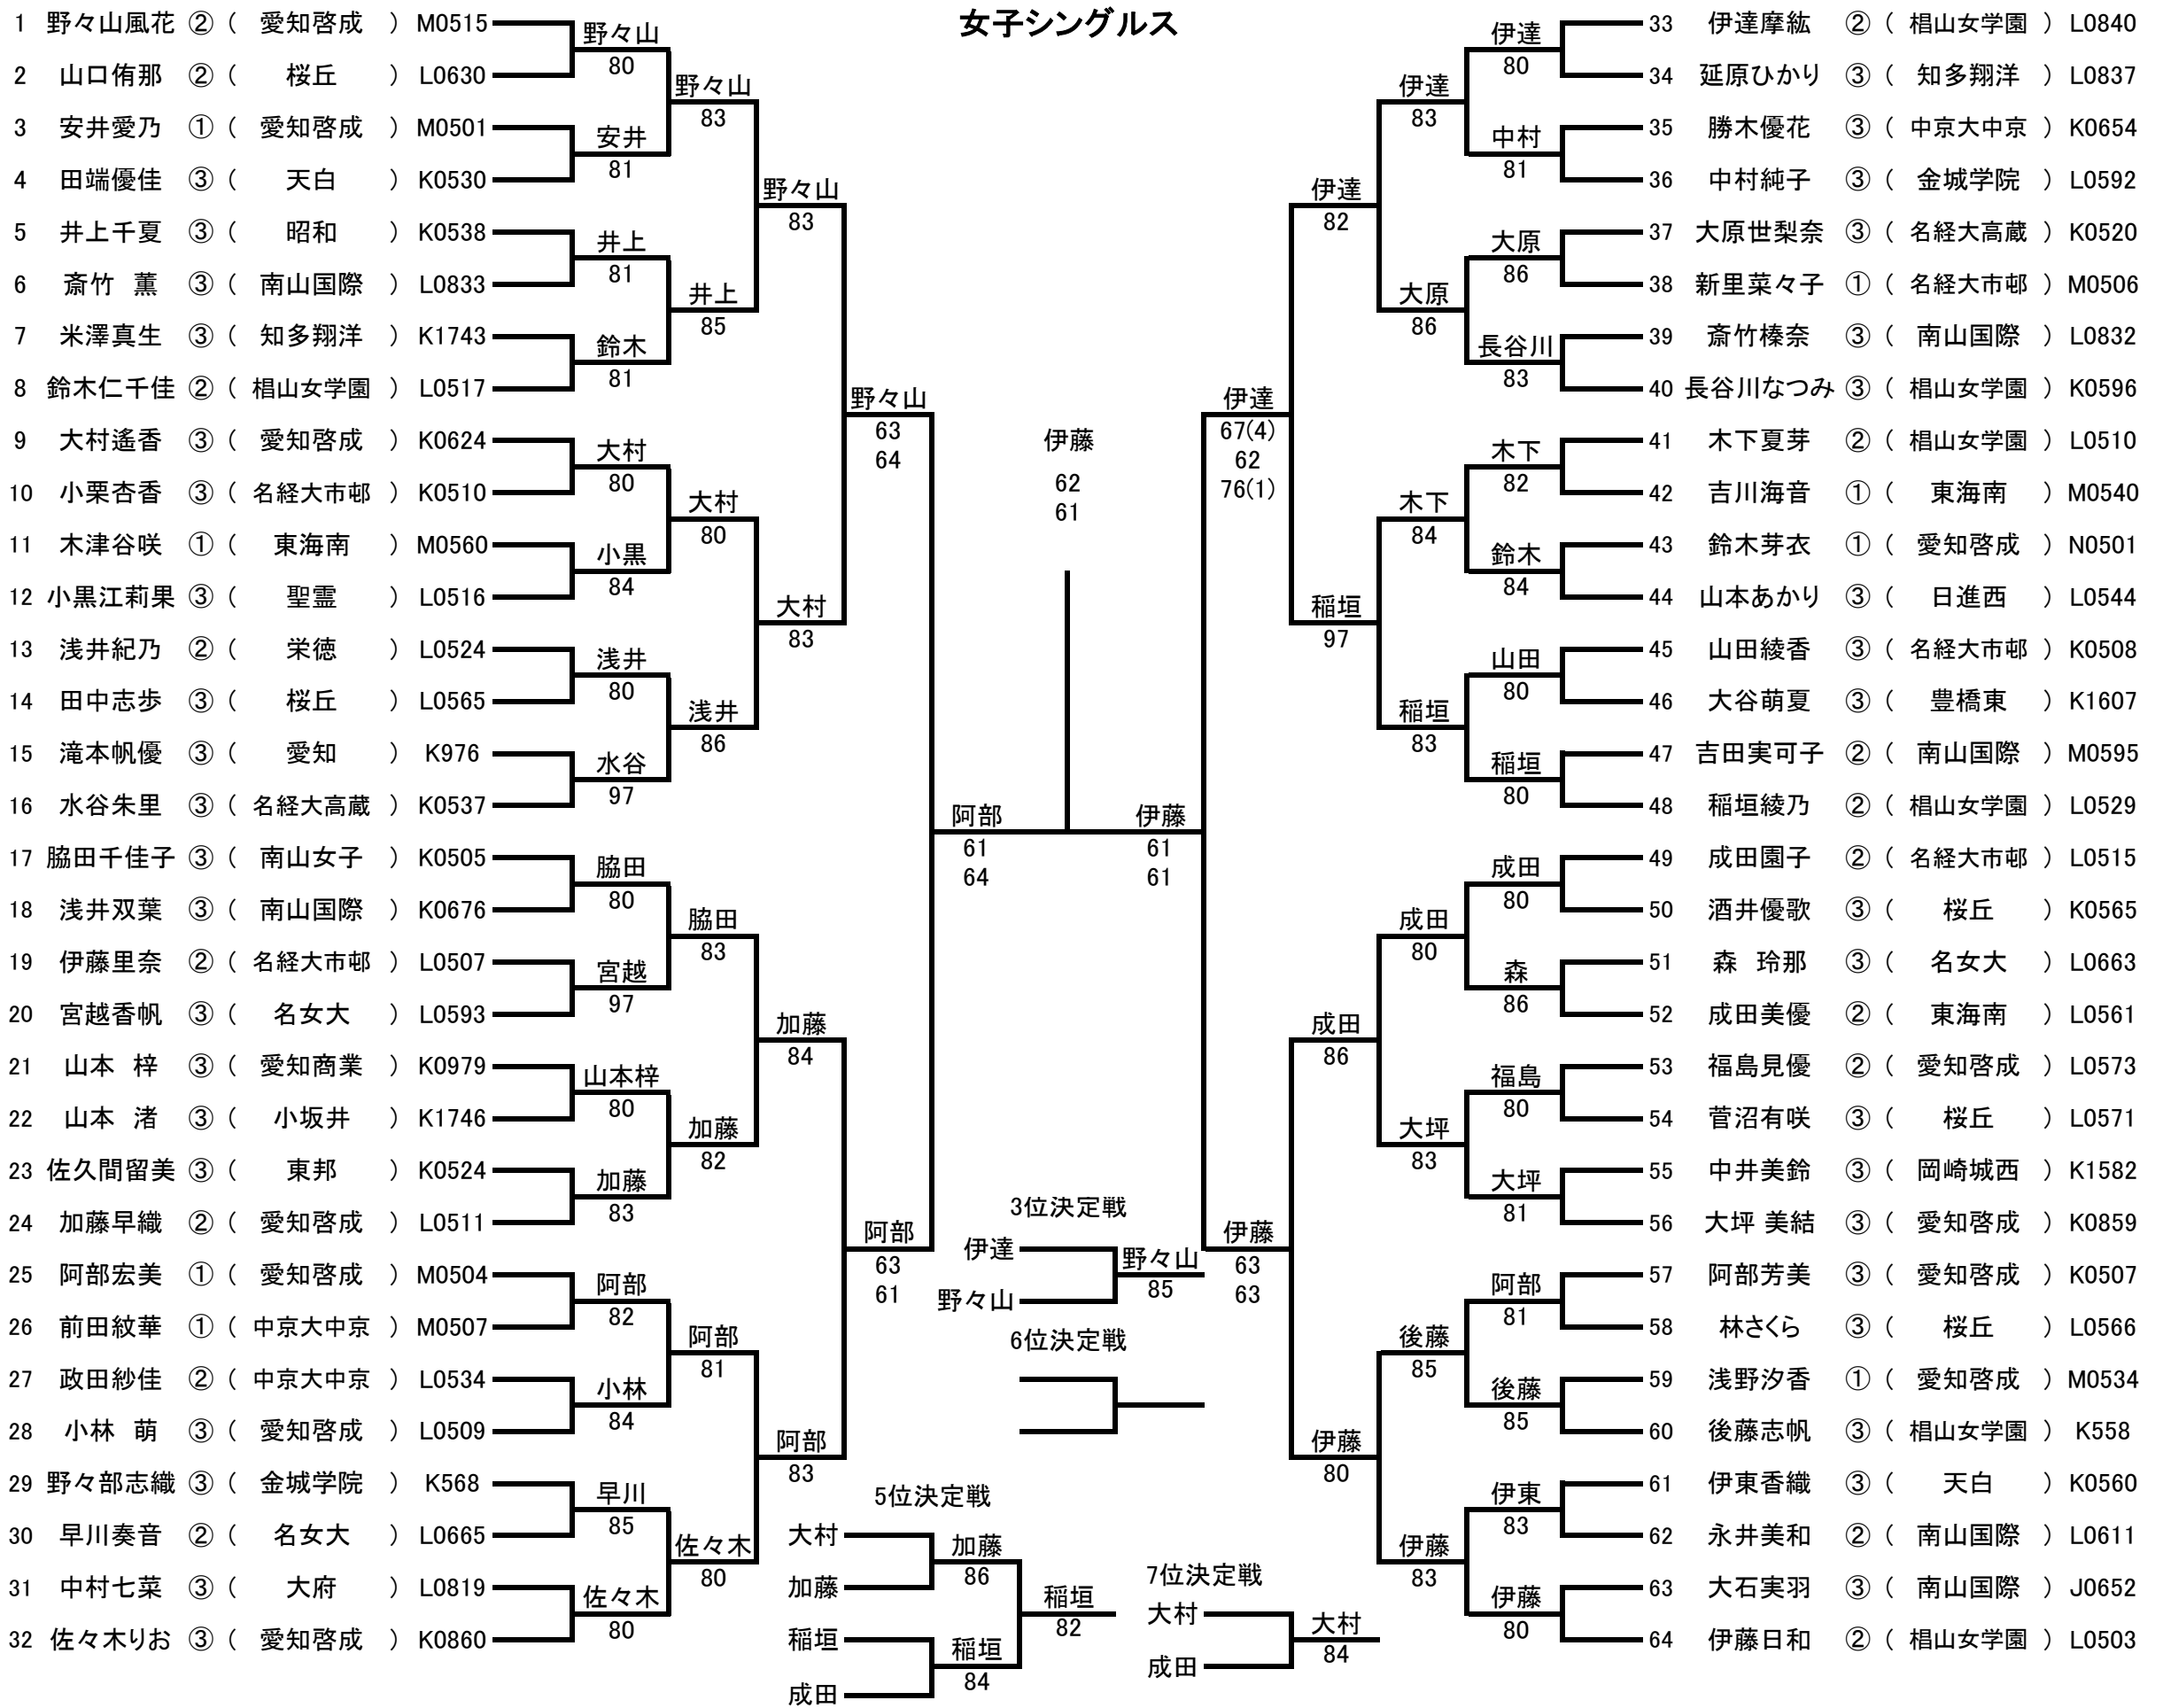 女子シングルス
1 野々山風花 ② ( 愛知啓成 ) M0515
2 山口侑那 ② ( 桜丘 ) L0630
3 安井愛乃 ① ( 愛知啓成 ) M0501
4 田端優佳 ③ ( 天白 ) K0530
5 井上千夏 ③ ( 昭和 ) K0538
6 斎竹 薫 ③ ( 南山国際 ) L0833
7 米澤真生 ③ ( 知多翔洋 ) K1743
8 鈴木仁千佳 ② ( 椙山女学園 ) L0517
9 大村遙香 ③ ( 愛知啓成 ) K0624
10 小栗杏香 ③ ( 名経大市邨 ) K0510
11 木津谷咲 ① ( 東海南 ) M0560
12 小黒江莉果 ③ ( 聖霊 ) L0516
13 浅井紀乃 ② ( 栄徳 ) L0524
14 田中志歩 ③ ( 桜丘 ) L0565
15 滝本帆優 ③ ( 愛知 ) K976
16 水谷朱里 ③ ( 名経大高蔵 ) K0537
17 脇田千佳子 ③ ( 南山女子 ) K0505
18 浅井双葉 ③ ( 南山国際 ) K0676
19 伊藤里奈 ② ( 名経大市邨 ) L0507
20 宮越香帆 ③ ( 名女大 ) L0593
21 山本 梓 ③ ( 愛知商業 ) K0979
22 山本 渚 ③ ( 小坂井 ) K1746
23 佐久間留美 ③ ( 東邦 ) K0524
24 加藤早織 ② ( 愛知啓成 ) L0511
25 阿部宏美 ① ( 愛知啓成 ) M0504
26 前田紋華 ① ( 中京大中京 ) M0507
27 政田紗佳 ② ( 中京大中京 ) L0534
28 小林 萌 ③ ( 愛知啓成 ) L0509
29 野々部志織 ③ ( 金城学院 ) K568
30 早川奏音 ② ( 名女大 ) L0665
31 中村七菜 ③ ( 大府 ) L0819
32 佐々木りお ③ ( 愛知啓成 ) K0860
野々山
80
安井
81
井上
81
鈴木
81
大村
80
小黒
84
浅井
80
水谷
97
脇田
80
宮越
97
山本梓
80
加藤
83
阿部
82
小林
84
早川
85
佐々木
80
野々山
83
井上
85
大村
80
浅井
86
脇田
83
加藤
82
阿部
81
佐々木
80
野々山
83
大村
83
加藤
84
阿部
83
野々山
63
64
阿部
63
61
阿部
61
64
伊藤
62
61
伊藤
61
61
伊達
67(4)
62
76(1)
伊藤
63
63
伊達
82
稲垣
97
成田
86
伊藤
80
伊達
83
大原
86
木下
84
稲垣
83
成田
80
大坪
83
後藤
85
伊藤
83
伊達
80
中村
81
大原
86
長谷川
83
木下
82
鈴木
84
山田
80
稲垣
80
成田
80
森
86
福島
80
大坪
81
阿部
81
後藤
85
伊東
83
伊藤
80
33 伊達摩紘 ② ( 椙山女学園 ) L0840
34 延原ひかり ③ ( 知多翔洋 ) L0837
35 勝木優花 ③ ( 中京大中京 ) K0654
36 中村純子 ③ ( 金城学院 ) L0592
37 大原世梨奈 ③ ( 名経大高蔵 ) K0520
38 新里菜々子 ① ( 名経大市邨 ) M0506
39 斎竹榛奈 ③ ( 南山国際 ) L0832
40 長谷川なつみ ③ ( 椙山女学園 ) K0596
41 木下夏芽 ② ( 椙山女学園 ) L0510
42 吉川海音 ① ( 東海南 ) M0540
43 鈴木芽衣 ① ( 愛知啓成 ) N0501
44 山本あかり ③ ( 日進西 ) L0544
45 山田綾香 ③ ( 名経大市邨 ) K0508
46 大谷萌夏 ③ ( 豊橋東 ) K1607
47 吉田実可子 ② ( 南山国際 ) M0595
48 稲垣綾乃 ② ( 椙山女学園 ) L0529
49 成田園子 ② ( 名経大市邨 ) L0515
50 酒井優歌 ③ ( 桜丘 ) K0565
51 森 玲那 ③ ( 名女大 ) L0663
52 成田美優 ② ( 東海南 ) L0561
53 福島見優 ② ( 愛知啓成 ) L0573
54 菅沼有咲 ③ ( 桜丘 ) L0571
55 中井美鈴 ③ ( 岡崎城西 ) K1582
56 大坪 美結 ③ ( 愛知啓成 ) K0859
57 阿部芳美 ③ ( 愛知啓成 ) K0507
58 林さくら ③ ( 桜丘 ) L0566
59 浅野汐香 ① ( 愛知啓成 ) M0534
60 後藤志帆 ③ ( 椙山女学園 ) K558
61 伊東香織 ③ ( 天白 ) K0560
62 永井美和 ② ( 南山国際 ) L0611
63 大石実羽 ③ ( 南山国際 ) J0652
64 伊藤日和 ② ( 椙山女学園 ) L0503
3位決定戦
伊達
野々山
野々山
85
6位決定戦
5位決定戦
大村
加藤
加藤
86
稲垣
成田
稲垣
84
稲垣
82
7位決定戦
大村
成田
大村
84